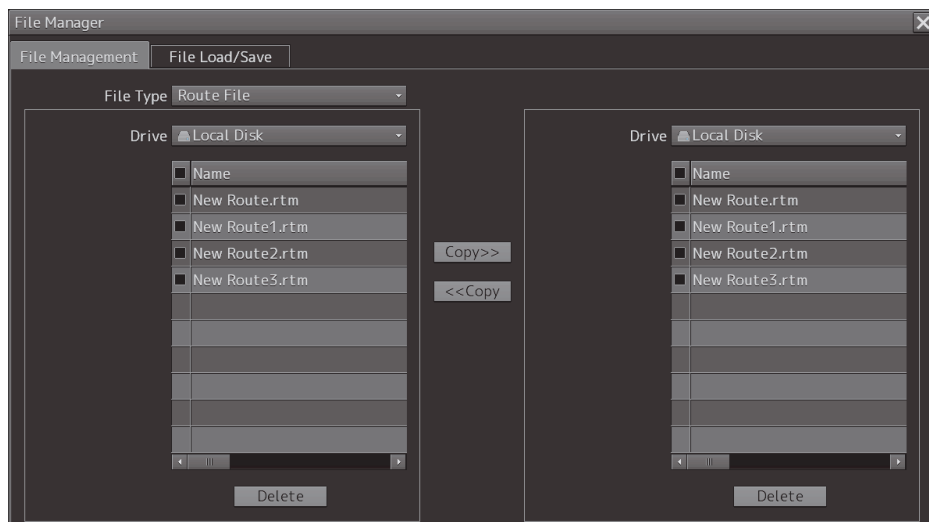 File Manager
File Management
File Load/Save
File Type Route File
Drive Local Disk
Name
New Route.rtm
New Route1.rtm
New Route2.rtm
New Route3.rtm
Delete
Copy>>
<<Copy
Drive Local Disk
Name
New Route.rtm
New Route1.rtm
New Route2.rtm
New Route3.rtm
Delete